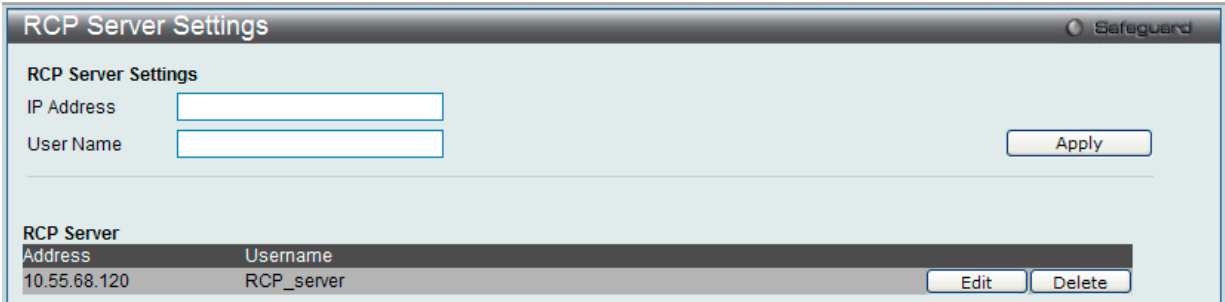 RCP Server Settings Safeguard
RCP Server Settings
IP Address
User Name Apply
RCP Server
Address Username
10.55.68.120 RCP_server Edit Delete